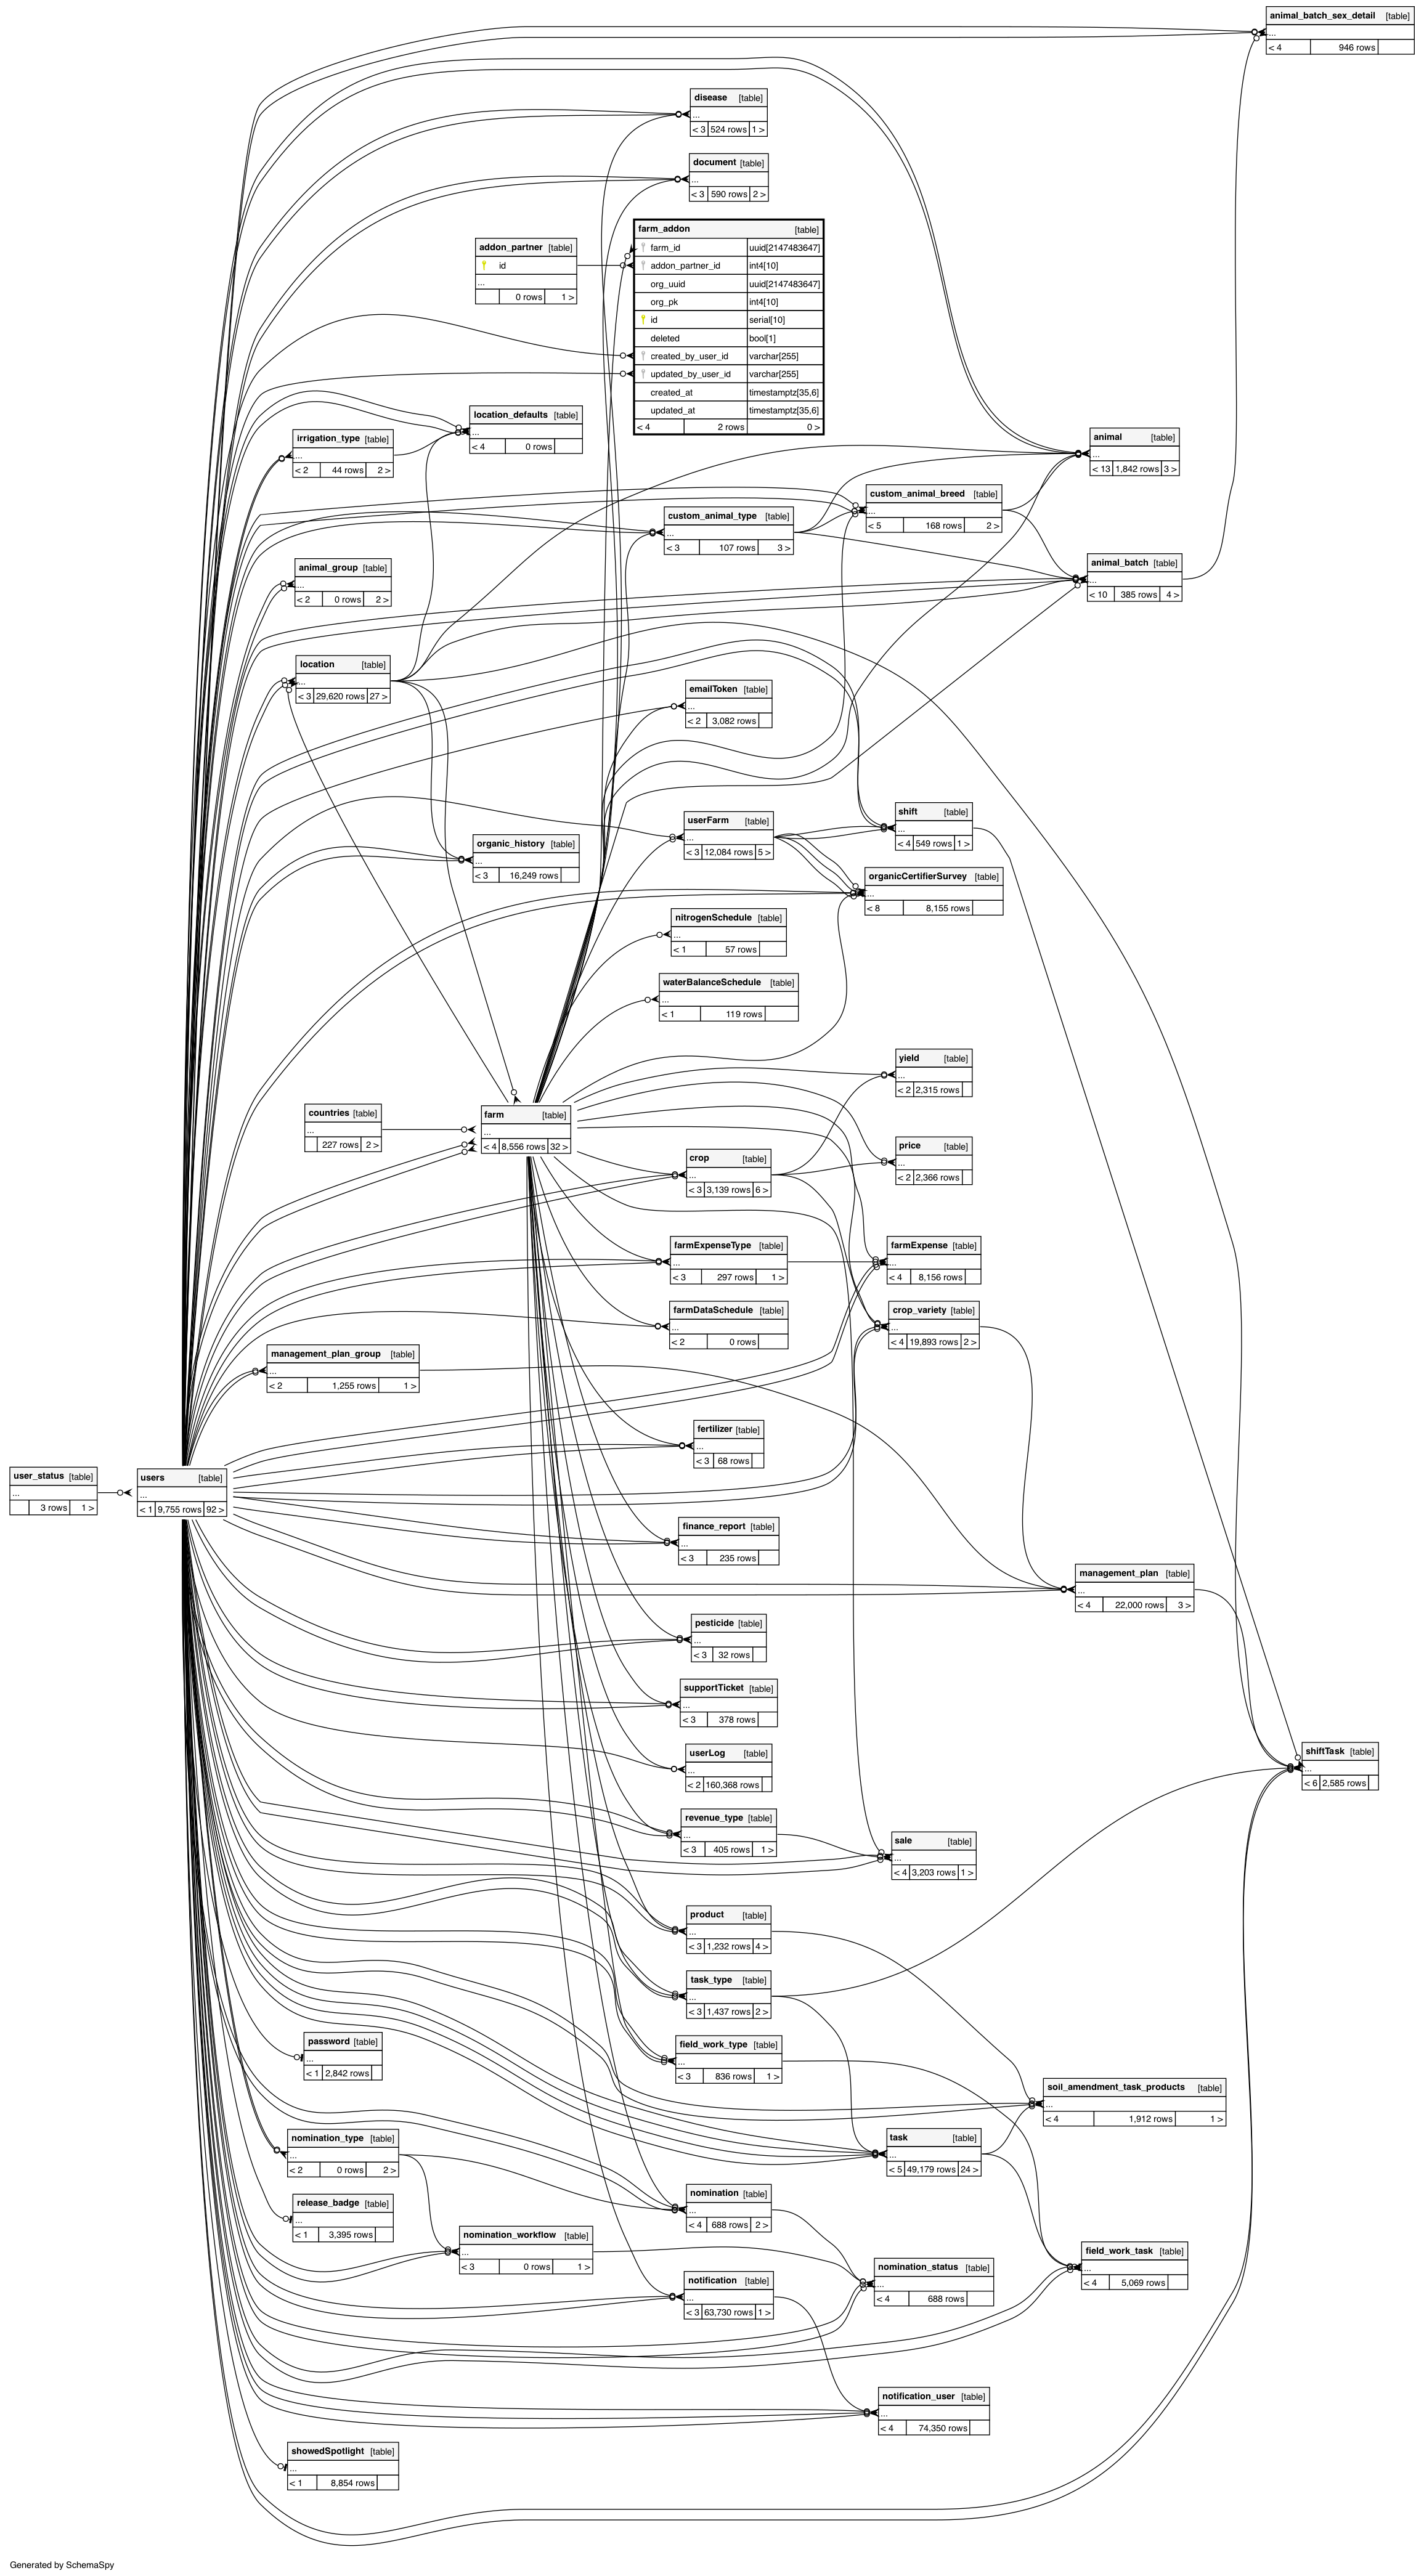 animal_batch_sex_detail [table]
...
< 4 946 rows
disease [table]
...
< 3 524 rows 1 >
document [table]
...
< 3 590 rows 2 >
farm_addon [table]
farm_id uuid[2147483647]
addon_partner_id int4[10]
org_uuid uuid[2147483647]
org_pk int4[10]
id serial[10]
deleted bool[1]
created_by_user_id varchar[255]
updated_by_user_id varchar[255]
created_at timestamptz[35,6]
updated_at timestamptz[35,6]
< 4 2 rows 0 >
addon_partner [table]
id
...
0 rows 1 >
location_defaults [table]
...
< 4 0 rows
irrigation_type [table]
...
< 2 44 rows 2 >
animal [table]
...
< 13 1,842 rows 3 >
custom_animal_breed [table]
...
< 5 168 rows 2 >
custom_animal_type [table]
...
< 3 107 rows 3 >
animal_batch [table]
...
< 10 385 rows 4 >
animal_group [table]
...
< 2 0 rows 2 >
location [table]
...
< 3 29,620 rows 27 >
emailToken [table]
...
< 2 3,082 rows
shift [table]
...
< 4 549 rows 1 >
userFarm [table]
...
< 3 12,084 rows 5 >
organic_history [table]
...
< 3 16,249 rows
organicCertifierSurvey [table]
...
< 8 8,155 rows
nitrogenSchedule [table]
...
< 1 57 rows
waterBalanceSchedule [table]
...
< 1 119 rows
yield [table]
...
< 2 2,315 rows
countries [table]
...
227 rows 2 >
farm [table]
...
< 4 8,556 rows 32 >
price [table]
...
< 2 2,366 rows
crop [table]
...
< 3 3,139 rows 6 >
farmExpenseType [table]
...
< 3 297 rows 1 >
farmExpense [table]
...
< 4 8,156 rows
farmDataSchedule [table]
...
< 2 0 rows
crop_variety [table]
...
< 4 19,893 rows 2 >
management_plan_group [table]
...
< 2 1,255 rows 1 >
fertilizer [table]
...
< 3 68 rows
user_status [table]
...
3 rows 1 >
users [table]
...
< 1 9,755 rows 92 >
finance_report [table]
...
< 3 235 rows
management_plan [table]
...
< 4 22,000 rows 3 >
pesticide [table]
...
< 3 32 rows
supportTicket [table]
...
< 3 378 rows
userLog [table]
...
< 2 160,368 rows
shiftTask [table]
...
< 6 2,585 rows
revenue_type [table]
...
< 3 405 rows 1 >
sale [table]
...
< 4 3,203 rows 1 >
product [table]
...
< 3 1,232 rows 4 >
task_type [table]
...
< 3 1,437 rows 2 >
password [table]
...
< 1 2,842 rows
field_work_type [table]
...
< 3 836 rows 1 >
soil_amendment_task_products [table]
...
< 4 1,912 rows 1 >
nomination_type [table]
...
< 2 0 rows 2 >
task [table]
...
< 5 49,179 rows 24 >
release_badge [table]
...
< 1 3,395 rows
nomination [table]
...
< 4 688 rows 2 >
nomination_workflow [table]
...
< 3 0 rows 1 >
field_work_task [table]
...
< 4 5,069 rows
nomination_status [table]
...
< 4 688 rows
notification [table]
...
< 3 63,730 rows 1 >
notification_user [table]
...
< 4 74,350 rows
showedSpotlight [table]
...
< 1 8,854 rows
Generated by SchemaSpy